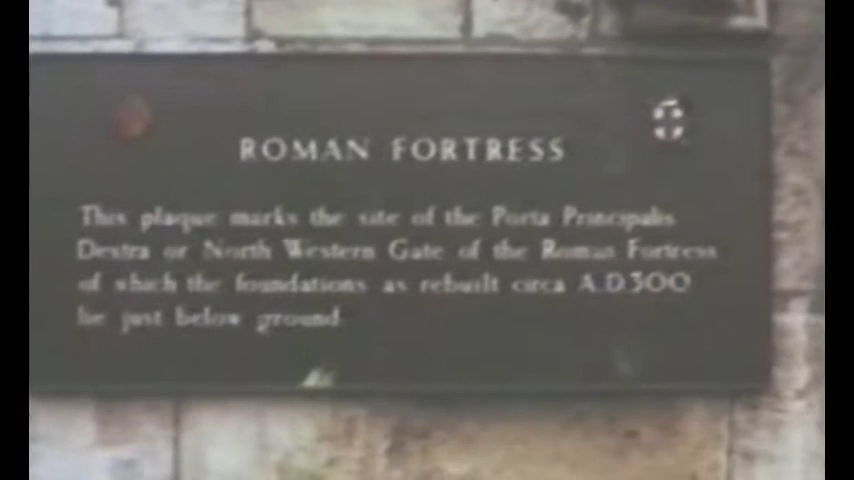 ROMAN FORTRESS
This plaque marks the site of the Porta Principalis
Dextra or North Western Gate of the Roman Fortress
of which the foundations as rebuilt circa A.D 300
lie just below ground